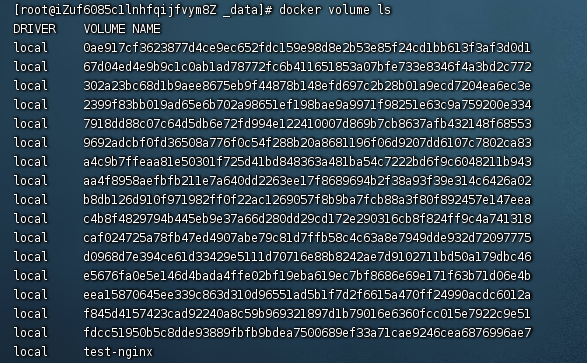 [root@iZuf6085c1lnhfqijfvym8Z _data]# docker volume ls
DRIVER VOLUME NAME
local 0ae917cf3623877d4ce9ec652fdc159e98d8e2b53e85f24cd1bb613f3af3d0d1
local 67d04ed4e9b9c1c0ab1ad78772fc6b411651853a07bfe733e8346f4a3bd2c772
local 302a23bc68d1b9aee8675eb9f44878b148efd697c2b28b01a9ecd7204ea6ec3e
local 2399f83bb019ad65e6b702a98651ef198bae9a9971f98251e63c9a759200e334
local 7918dd88c07c64d5db6e72fd994e122410007d869b7cb8637afb432148f68553
local 9692adcbf0fd36508a776f0c54f288b20a8681196f06d9207dd6107c7802ca83
local a4c9b7ffeaa81e50301f725d41bd848363a481ba54c7222bd6f9c6048211b943
local aa4f8958aefbfb211e7a640dd2263ee17f8689694b2f38a93f39e314c6426a02
local b8db126d910f971982ff0f22ac1269057f8b9ba7fcb88a3f80f892457e147eea
local c4b8f4829794b445eb9e37a66d280dd29cd172e290316cb8f824ff9c4a741318
local caf024725a78fb47ed4907abe79c81d7ffb58c4c63a8e7949dde932d72097775
local d0968d7e394ce61d33429e5111d70716e88b8242ae7d9102711bd50a179dbc46
local e5676fa0e5e146d4bada4ffe02bf19eba619ec7bf8686e69e171f63b71d06e4b
local eea15870645ee339c863d310d96551ad5b1f7d2f6615a470ff24990acdc6012a
local f845d4157423cad92240a8c59b969321897d1b79016e6360fcc015e7922c9e51
local fdcc51950b5c8dde93889fbfb9bdea7500689ef33a71cae9246cea6876996ae7
local test-nginx